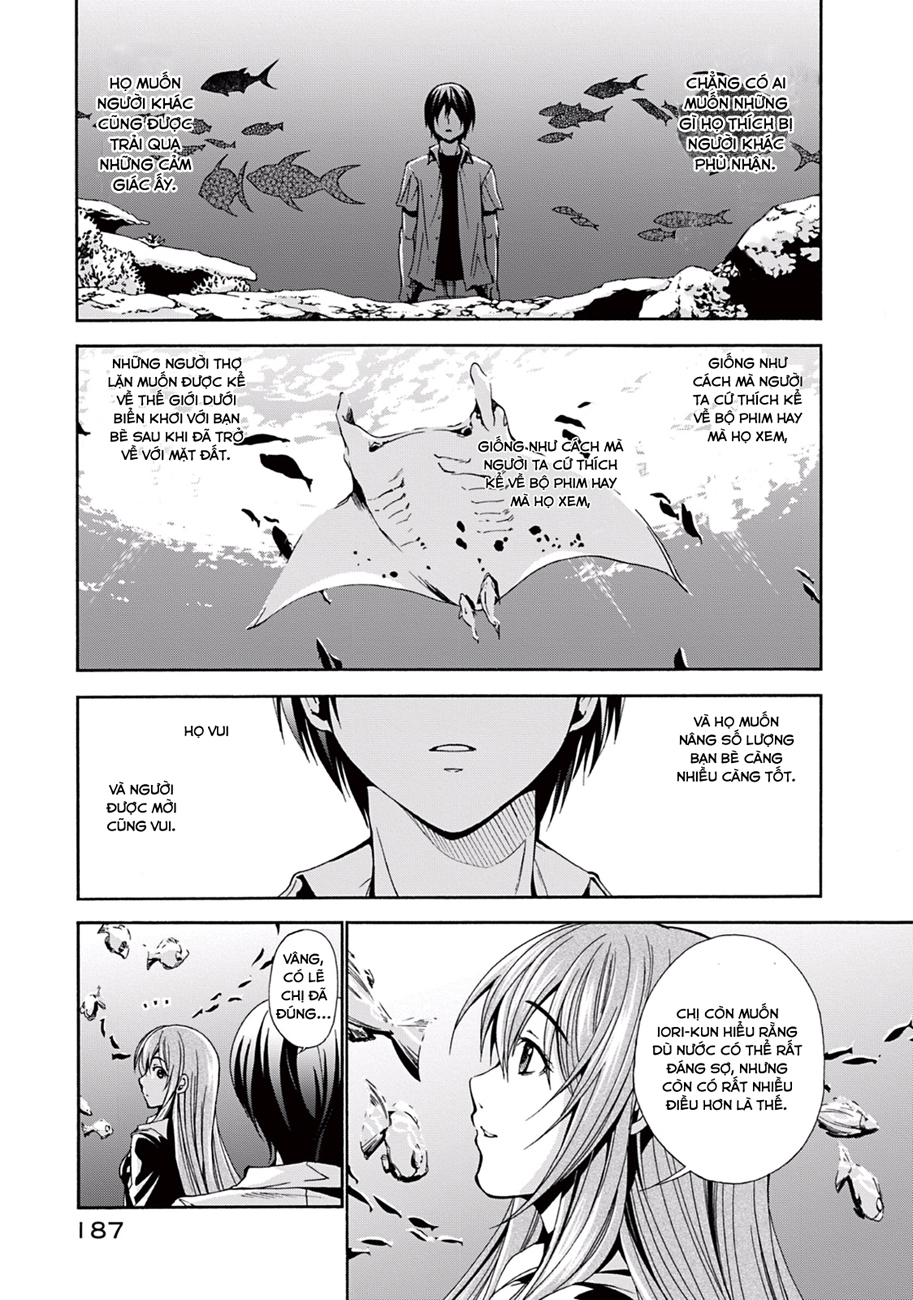 CHẲNG CÓ AI
MUỐN NHỮNG
GÌ HỌ THÍCH BỊ
NGƯỜI KHÁC
PHỦ NHẬN.
HỌ MUỐN
NGƯỜI KHÁC
CŨNG ĐƯỢC
TRẢI QUA
NHỮNG CẢM
GIÁC ẤY.
GIỐNG NHƯ
CÁCH MÀ NGƯỜI
TA CỨ THÍCH KỂ
VỀ BỘ PHIM HAY
MÀ HỌ XEM,
GIỐNG NHƯ CÁCH MÀ
NGƯỜI TA CỨ THÍCH
KỂ VỀ BỘ PHIM HAY
MÀ HỌ XEM,
NHỮNG NGƯỜI THỢ
LẶN MUỐN ĐƯỢC KỂ
VỀ THẾ GIỚI DƯỚI
BIỂN KHƠI VỚI BẠN
BÈ SAU KHI ĐÃ TRỞ
VỀ VỚI MẶT ĐẤT.
VÀ HỌ MUỐN
NÂNG SỐ LƯỢNG
BẠN BÈ CÀNG
NHIỀU CÀNG TỐT.
HỌ VUI
VÀ NGƯỜI
ĐƯỢC MỜI
CŨNG VUI.
CHỊ CÒN MUỐN
IORI-KUN HIỂU RẰNG
DÙ NƯỚC CÓ THỂ RẤT
ĐÁNG SỢ, NHƯNG
CÒN CÓ RẤT NHIỀU
ĐIỀU HƠN LÀ THẾ.
VÂNG,
CÓ LẼ
CHỊ ĐÃ
ĐÚNG...
...
187